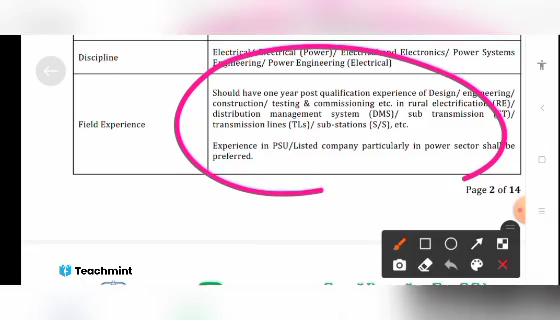 Discipline
Electrical/ Electrical (Power)/ Electrical and Electronics/ Power Systems
Engineering/ Power Engineering (Electrical)
Field Experience
Should have one year post qualification experience of Design/ engineering/
construction/ testing & commissioning etc. in rural electrification (RE)/
distribution management system (DMS)/ sub transmission (ST)/
transmission lines (TLs)/ sub-stations (S/S), etc.
Experience in PSU/Listed company particularly in power sector shall be
preferred.
Page 2 of 14
Teachmint